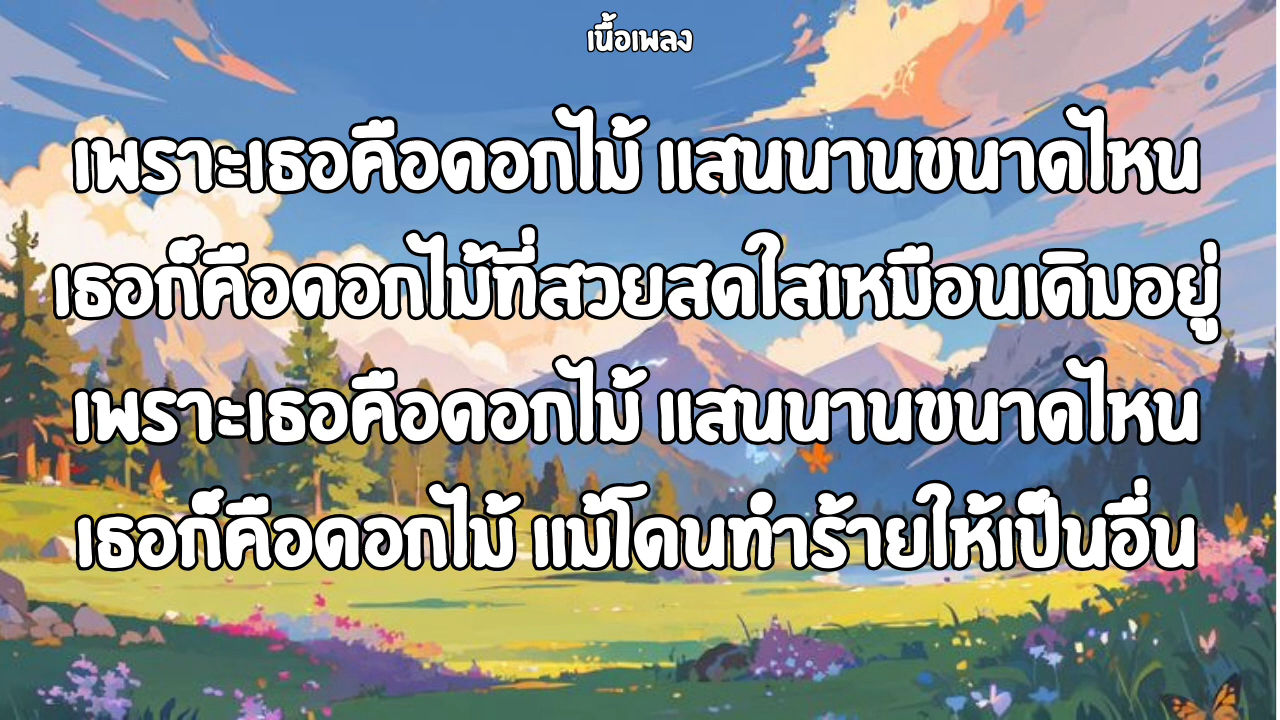 เนื้อเพลง
เพราะเธอคือดอกไม้ แสนนานขนาดไหน
เธอก็คือดอกไม้ที่สวยสดใสเหมือนเดิมอยู่
เพราะเธอคือดอกไม้ แสนนานขนาดไหน
เธอก็คือดอกไม้ แม้โดนทำร้ายให้เป็นอื่น